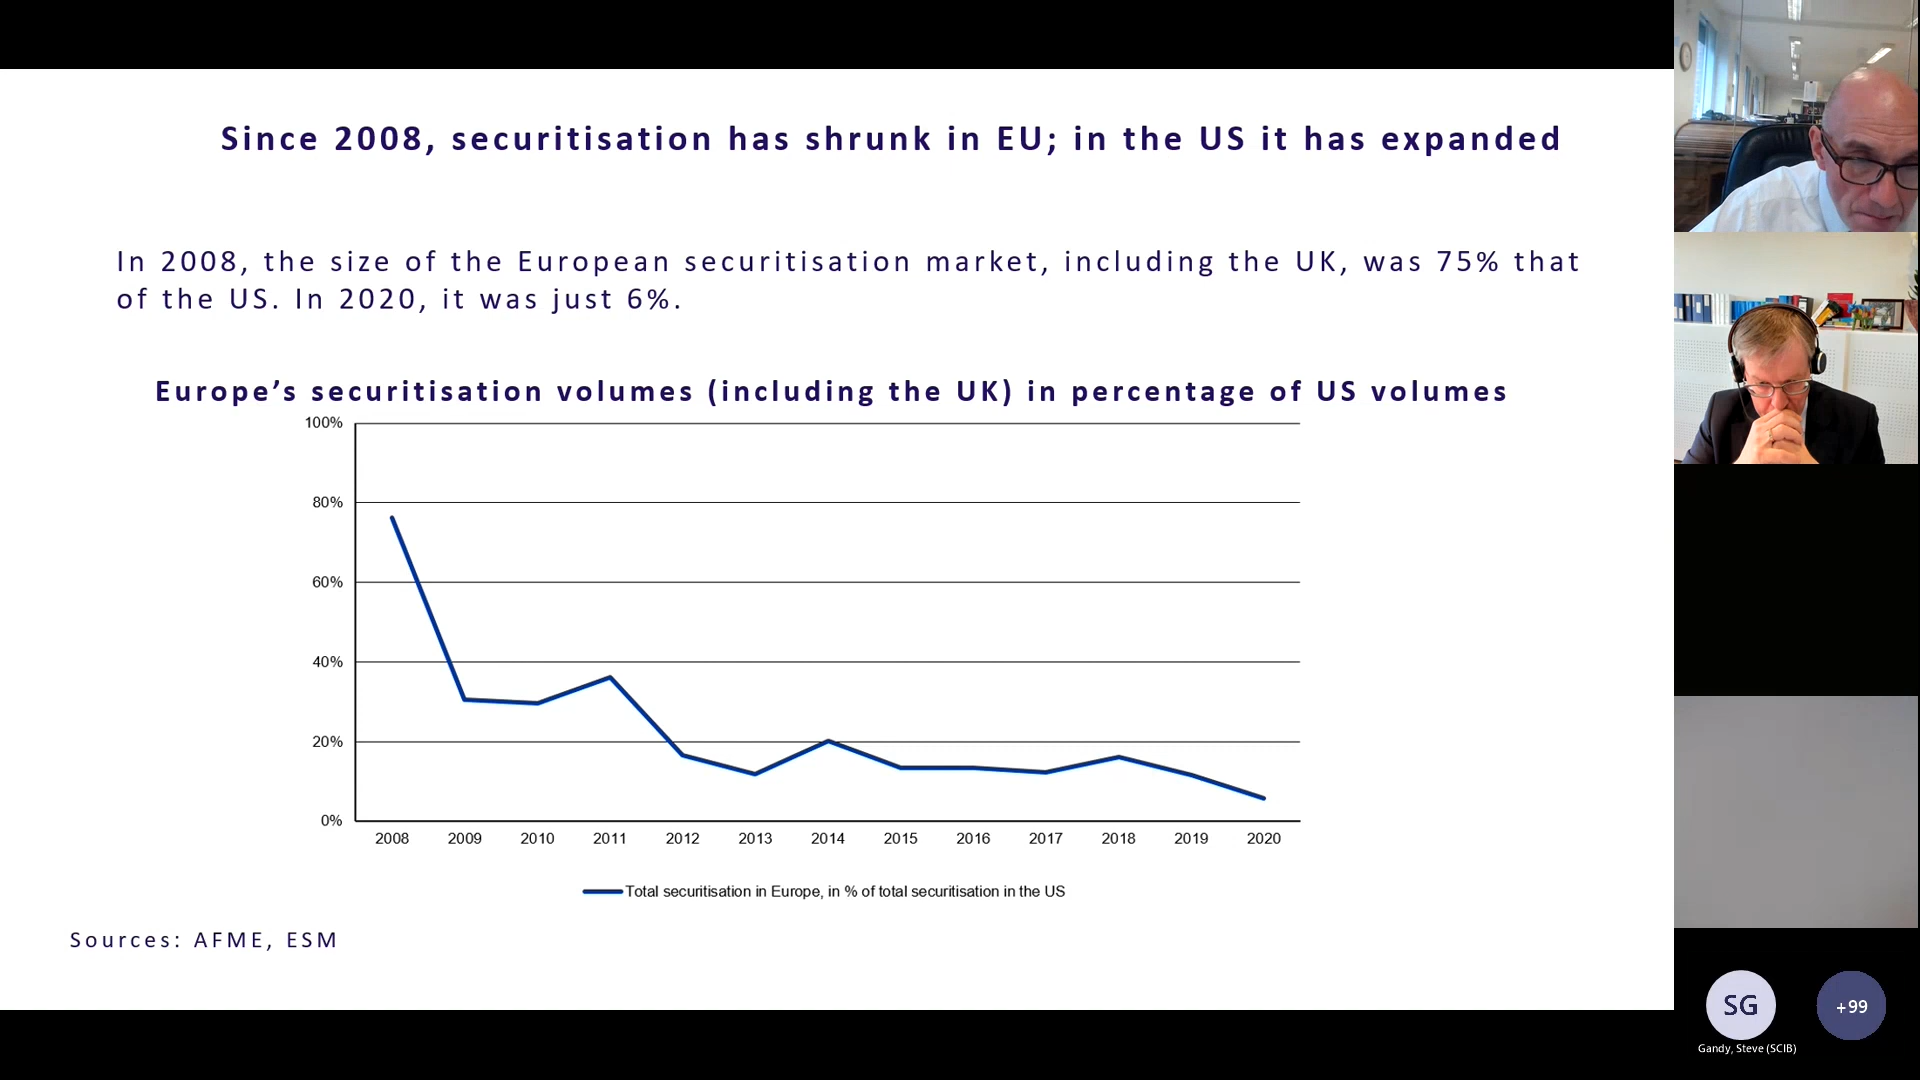 Since 2008, securitisation has shrunk in EU; in the US it has expanded
In 2008, the size of the European securitisation market, including the UK, was 75% that
of the US. In 2020, it was just 6%.
Europe’s securitisation volumes (including the UK) in percentage of US volumes
100%
80%
60%
40%
20%
0%
2008 2009 2010 2011 2012 2013 2014 2015 2016 2017 2018 2019 2020
Total securitisation in Europe, in % of total securitisation in the US
Sources: AFME, ESM
SG
+99
Gandy, Steve (SCIB)